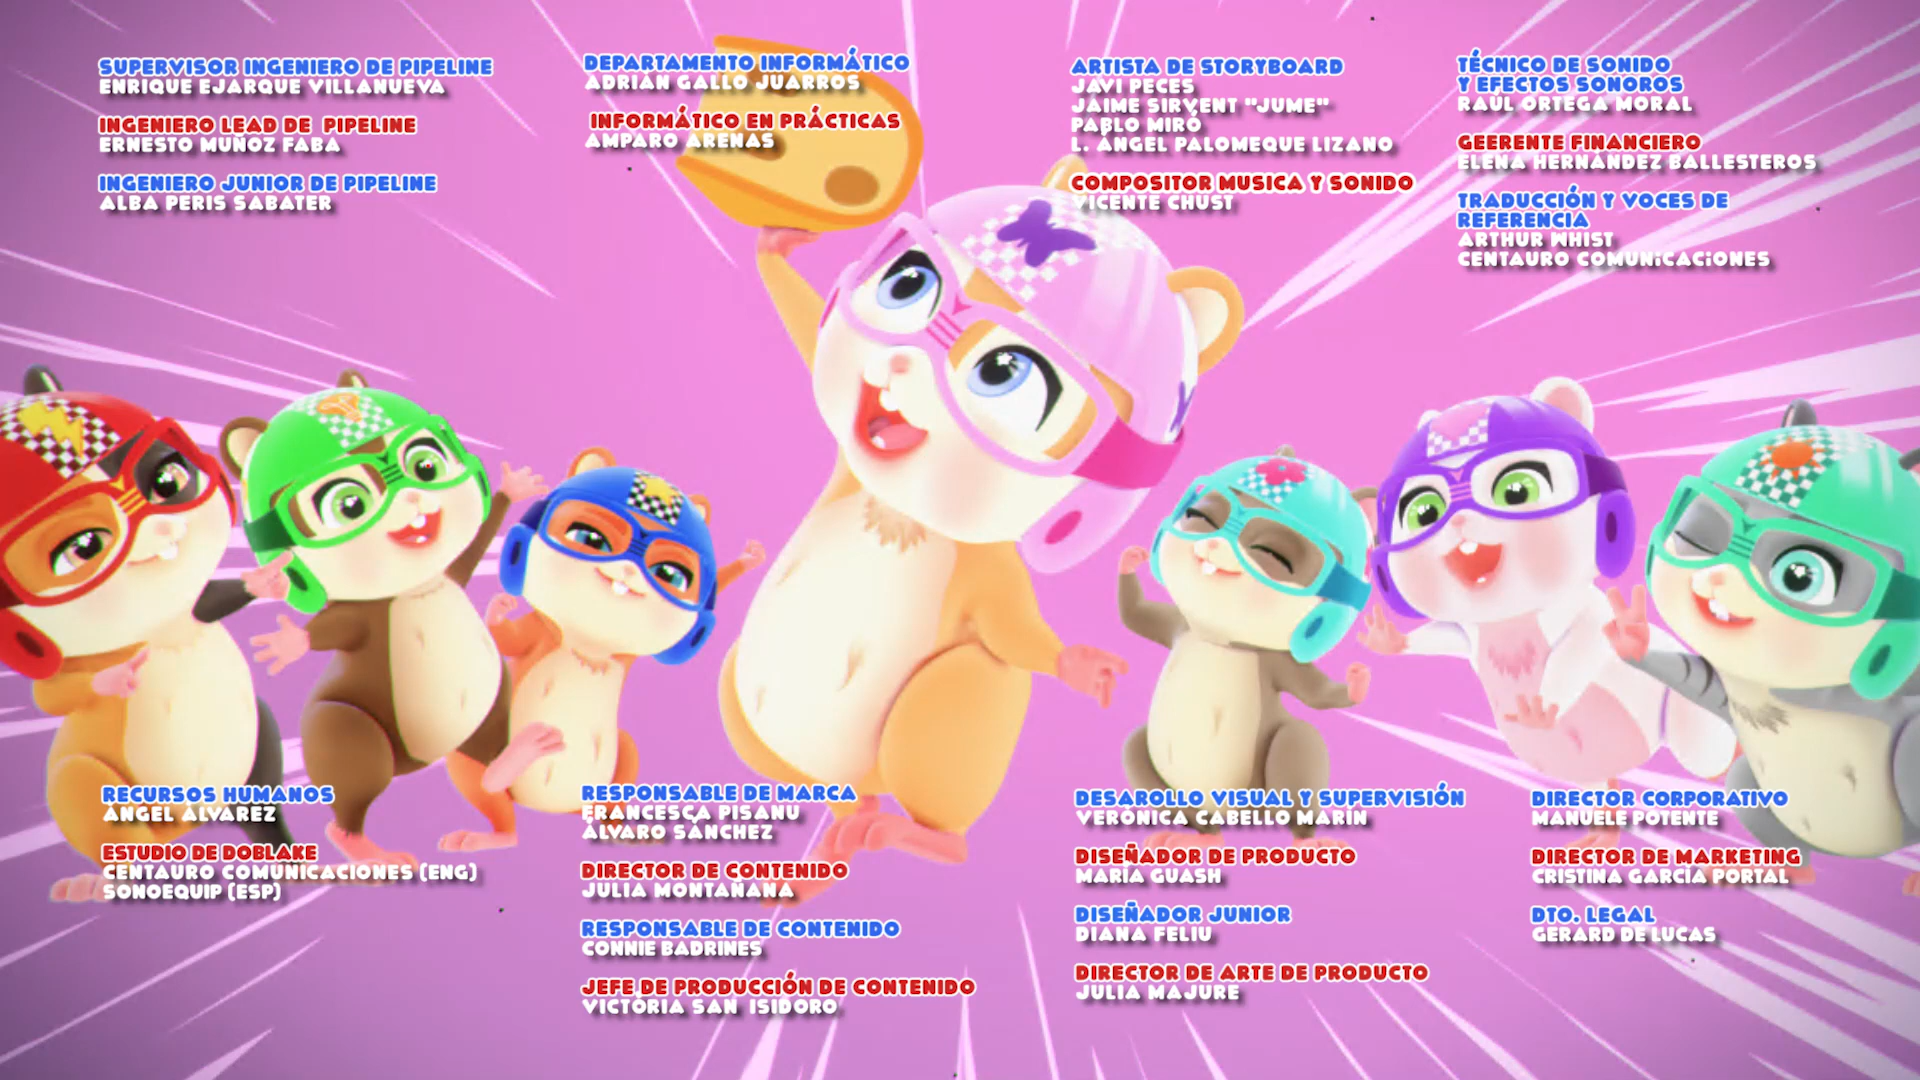 SUPERVISOR INGENIERO DE PIPELINE
ENRIQUE EJARQUE VILLANUEVA
INGENIERO LEAD DE PIPELINE
ERNESTO MUÑOZ FABA
INGENIERO JUNIOR DE PIPELINE
ALBA PERIS SABATER
DEPARTAMENTO INFORMÁTICO
ADRIÁN GALLO JUARROS
INFORMÁTICO EN PRÁCTICAS
AMPARO ARENAS
ARTISTA DE STORYBOARD
JAVI PECES
JAIME SIRVENT "JUME"
PABLO MIRÓ
L. ÁNGEL PALOMEQUE LIZANO
COMPOSITOR MUSICA Y SONIDO
VICENTE CHUST
TÉCNICO DE SONIDO
Y EFECTOS SONOROS
RAÚL ORTEGA MORAL
GEERENTE FINANCIERO
ELENA HERNÁNDEZ BALLESTEROS
TRADUCCIÓN Y VOCES DE
REFERENCIA
ARTHUR WHIST
CENTAURO COMUNiCACiONES
RECURSOS HUMANOS
ÁNGEL ÁLVAREZ
ESTUDIO DE DOBLAKE
CENTAURO COMUNICACIONES (ENG)
SONOEQUIP (ESP)
RESPONSABLE DE MARCA
FRANCESCA PISANU
ÁLVARO SÁNCHEZ
DIRECTOR DE CONTENIDO
JULIA MONTAÑANA
RESPONSABLE DE CONTENIDO
CONNIE BADRINES
JEFE DE PRODUCCIÓN DE CONTENIDO
VICTÒRIA SAN ISIDORO
DESAROLLO VISUAL Y SUPERVISIÓN
VERÓNICA CABELLO MARÍN
DISEÑADOR DE PRODUCTO
MARÍA GUASH
DISEÑADOR JUNIOR
DIANA FELIU
DIRECTOR DE ARTE DE PRODUCTO
JULIA MAJURE
DIRECTOR CORPORATIVO
MANUELE POTENTE
DIRECTOR DE MARKETING
CRISTINA GARCÍA PORTAL
DTO. LEGAL
GERARD DE LUCAS